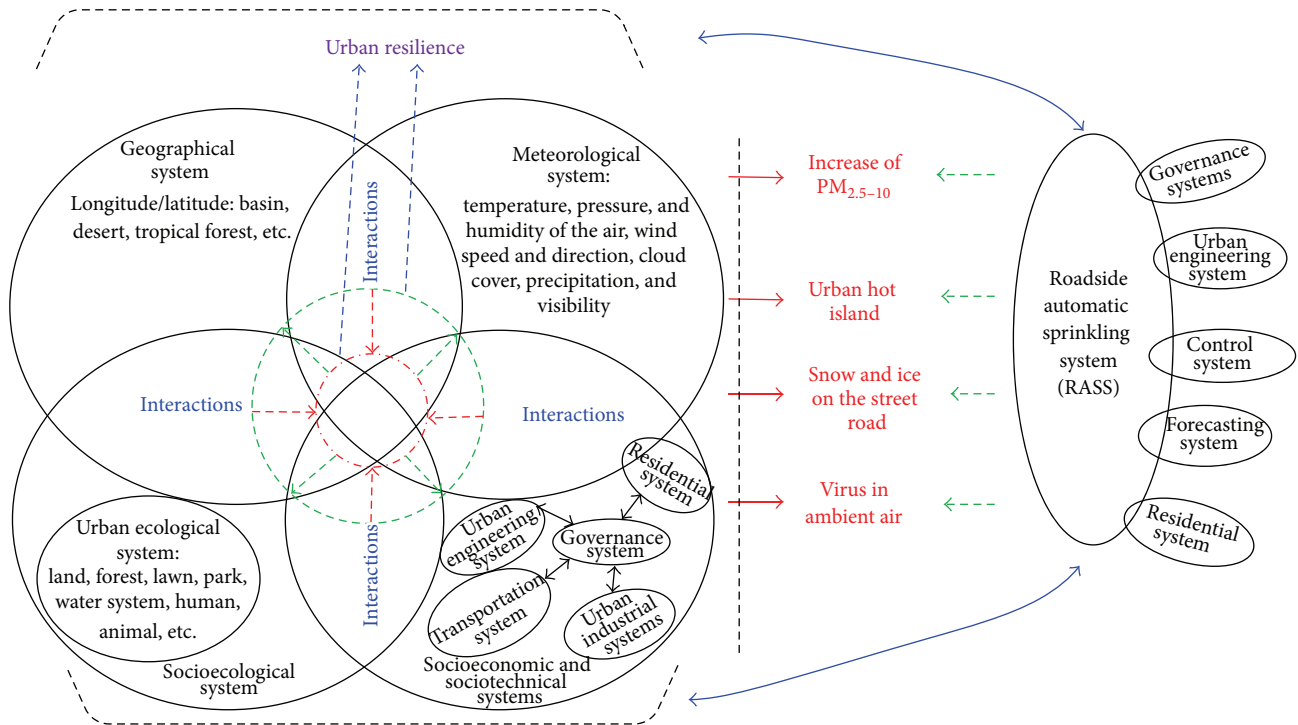 Urban resilience
Geographical
system
Longitude/latitude: basin,
desert, tropical forest, etc.
Interactions
Meteorological
system:
temperature, pressure, and
humidity of the air, wind
speed and direction, cloud
cover, precipitation, and
visibility
Interactions
Interactions
Urban ecological
system:
land, forest, lawn, park,
water system, human,
animal, etc.
Socioecological
system
Interactions
Residential
system
Urban
engineering
system
Governance
system
Transportation
system
Urban
industrial
systems
Socioeconomic and
sociotechnical
systems
Increase of
PM2.5–10
Urban hot
island
Snow and ice
on the street
road
Virus in
ambient air
Roadside
automatic
sprinkling
system
(RASS)
Governance
systems
Urban
engineering
system
Control
system
Forecasting
system
Residential
system